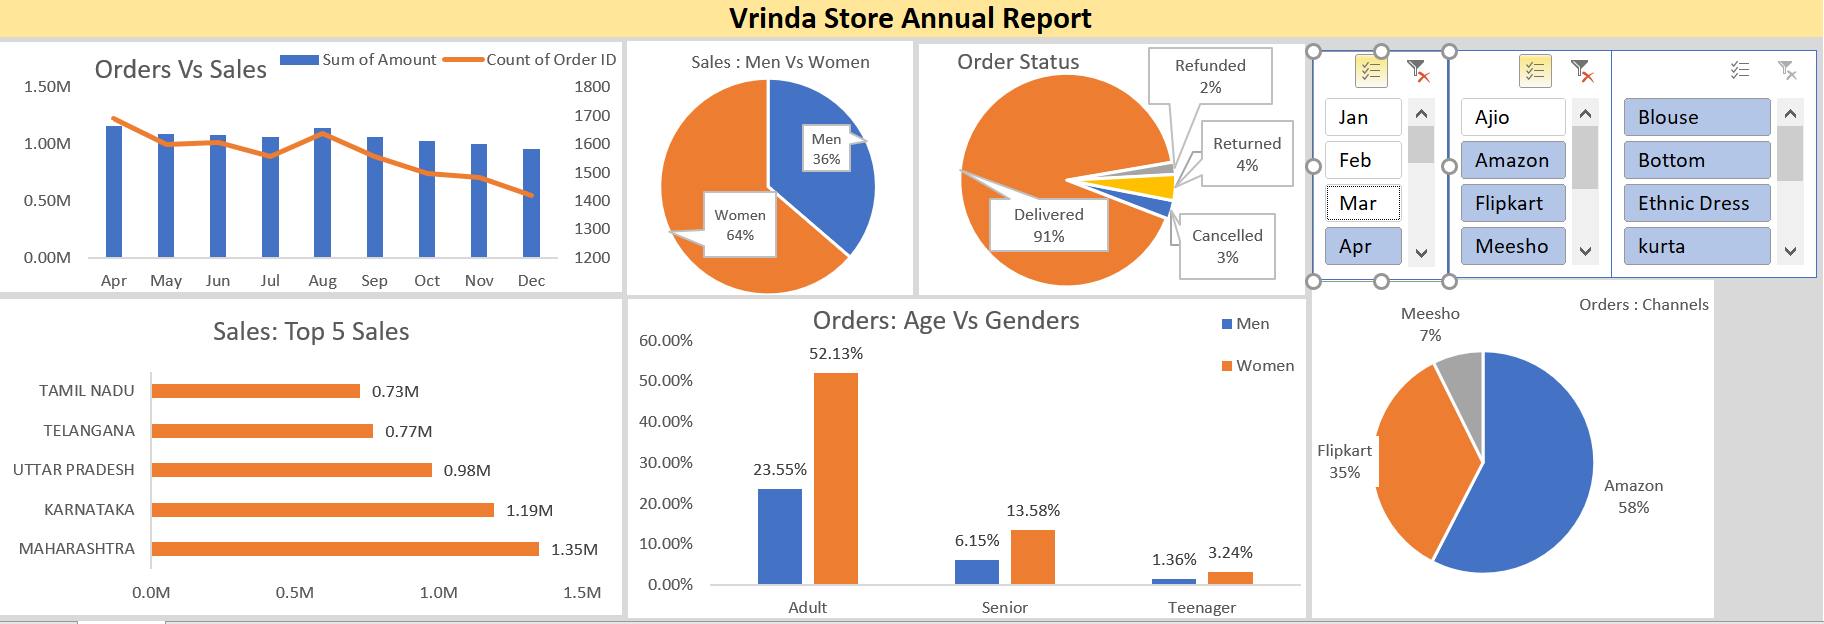 Vrinda Store Annual Report
Orders Vs Sales
Sum of Amount
Count of Order ID
1.50M
1.00M
0.50M
0.00M
1800
1700
1600
1500
1400
1300
1200
Apr May Jun Jul Aug Sep Oct Nov Dec
Sales : Men Vs Women
Men
36%
Women
64%
Order Status
Refunded
2%
Returned
4%
Delivered
91%
Cancelled
3%
Jan
Feb
Mar
Apr
Ajio
Amazon
Flipkart
Meesho
Blouse
Bottom
Ethnic Dress
kurta
Sales: Top 5 Sales
TAMIL NADU 0.73M
TELANGANA 0.77M
UTTAR PRADESH 0.98M
KARNATAKA 1.19M
MAHARASHTRA 1.35M
0.0M 0.5M 1.0M 1.5M
Orders: Age Vs Genders
Men
Women
60.00%
50.00%
40.00%
30.00%
20.00%
10.00%
0.00%
23.55%
52.13%
6.15%
13.58%
1.36%
3.24%
Adult Senior Teenager
Orders : Channels
Meesho
7%
Flipkart
35%
Amazon
58%